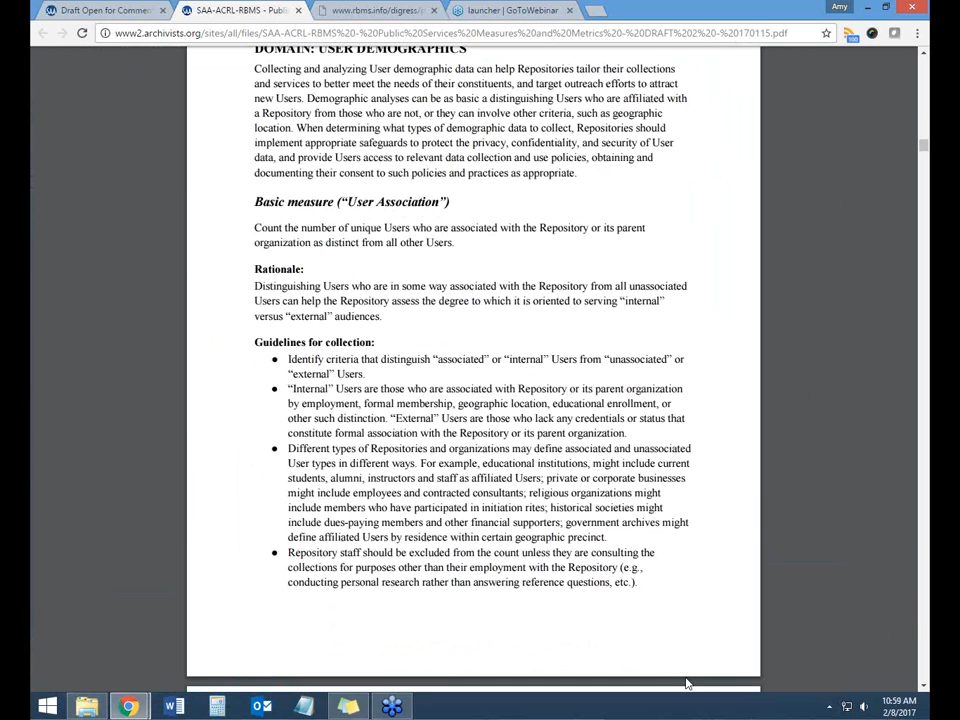 Draft Open for Commen
SAA-ACRL-RBMS - Publi
www.rbms.info/digress/p
launcher | GoToWebinar
Amy
www2.archivists.org/sites/all/files/SAA-ACRL-RBMS%20-%20Public%20Services%20Measures%20and%20Metrics%20-%20DRAFT%202%20-%20170115.pdf
100
DOMAIN: USER DEMOGRAPHICS
Collecting and analyzing User demographic data can help Repositories tailor their collections
and services to better meet the needs of their constituents, and target outreach efforts to attract
new Users. Demographic analyses can be as basic a distinguishing Users who are affiliated with
a Repository from those who are not, or they can involve other criteria, such as geographic
location. When determining what types of demographic data to collect, Repositories should
implement appropriate safeguards to protect the privacy, confidentiality, and security of User
data, and provide Users access to relevant data collection and use policies, obtaining and
documenting their consent to such policies and practices as appropriate.
Basic measure (“User Association”)
Count the number of unique Users who are associated with the Repository or its parent
organization as distinct from all other Users.
Rationale:
Distinguishing Users who are in some way associated with the Repository from all unassociated
Users can help the Repository assess the degree to which it is oriented to serving “internal”
versus “external” audiences.
Guidelines for collection:
● Identify criteria that distinguish “associated” or “internal” Users from “unassociated” or
“external” Users.
● “Internal” Users are those who are associated with Repository or its parent organization
by employment, formal membership, geographic location, educational enrollment, or
other such distinction. “External” Users are those who lack any credentials or status that
constitute formal association with the Repository or its parent organization.
● Different types of Repositories and organizations may define associated and unassociated
User types in different ways. For example, educational institutions, might include current
students, alumni, instructors and staff as affiliated Users; private or corporate businesses
might include employees and contracted consultants; religious organizations might
include members who have participated in initiation rites; historical societies might
include dues-paying members and other financial supporters; government archives might
define affiliated Users by residence within certain geographic precinct.
● Repository staff should be excluded from the count unless they are consulting the
collections for purposes other than their employment with the Repository (e.g.,
conducting personal research rather than answering reference questions, etc.).
10:59 AM
2/8/2017